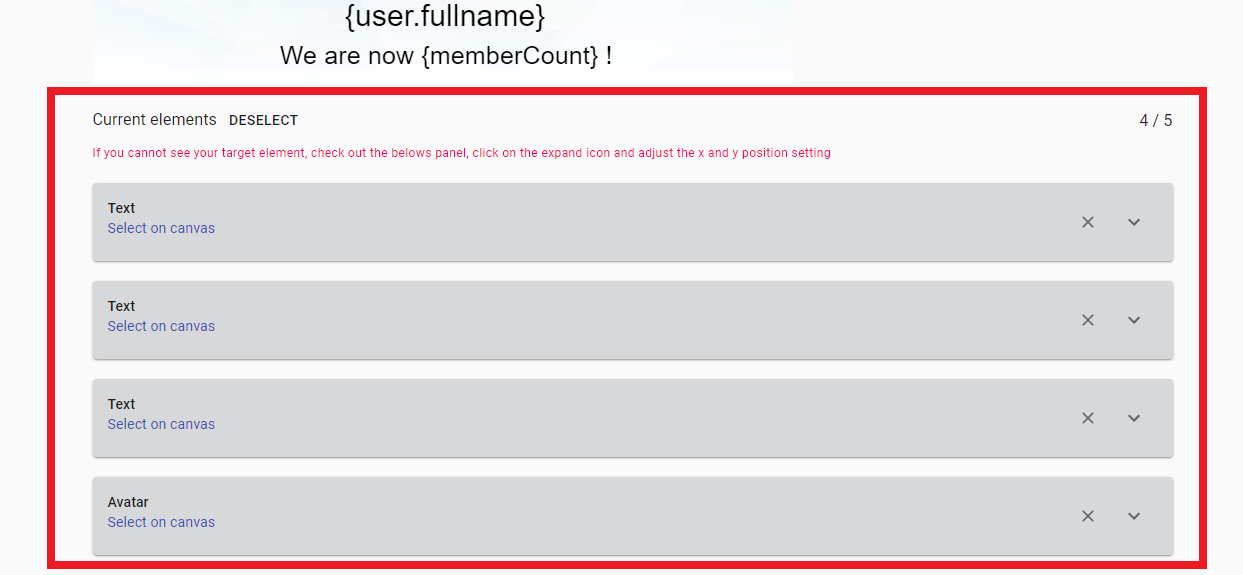 {user.fullname}
We are now {memberCount} !
Current elements DESELECT 4 / 5
If you cannot see your target element, check out the belows panel, click on the expand icon and adjust the x and y position setting
Text
Select on canvas
Text
Select on canvas
Text
Select on canvas
Avatar
Select on canvas